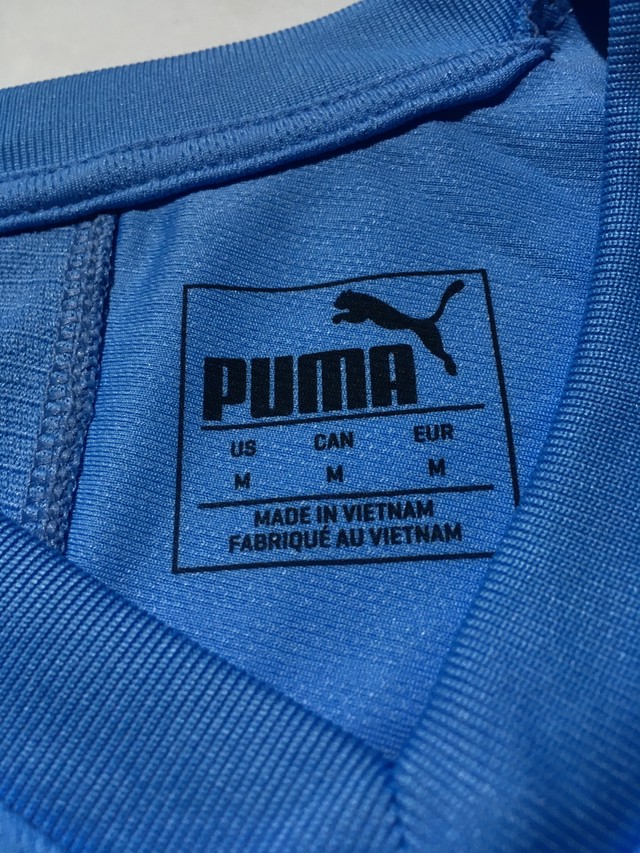 PUMA
US CAN EUR
M M M
MADE IN VIETNAM
FABRIQUÉ AU VIETNAM